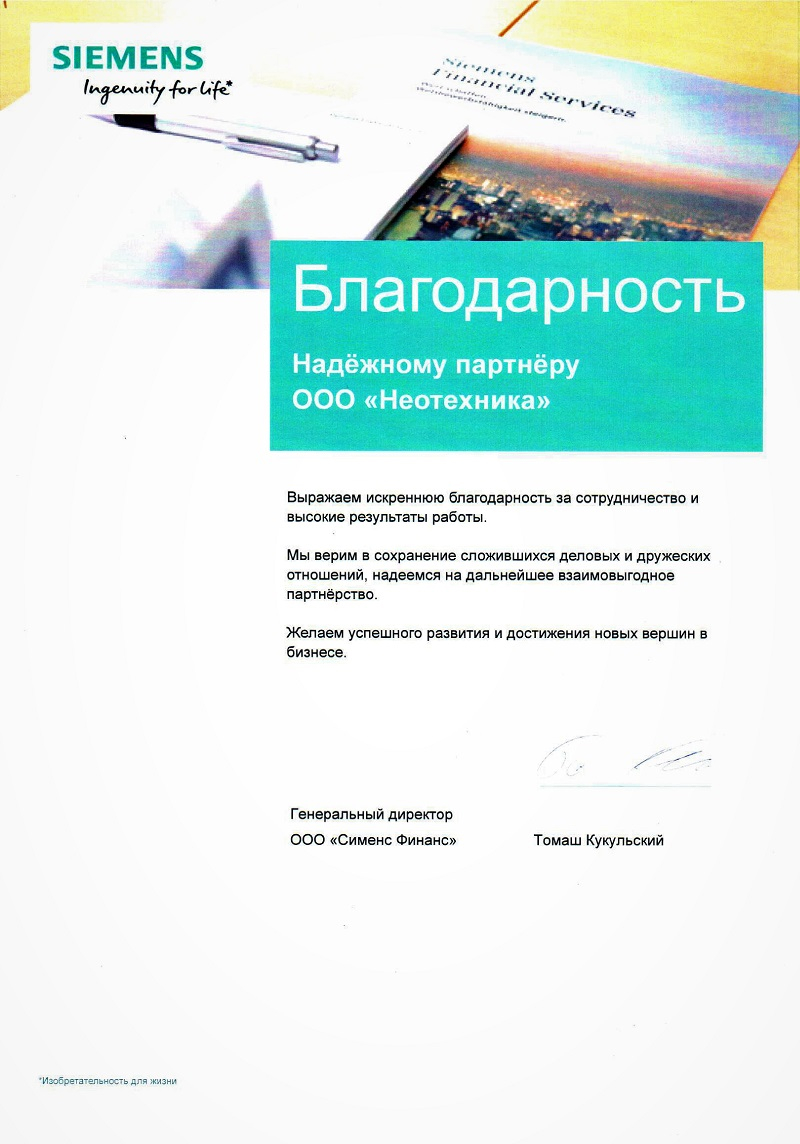 SIEMENS
Ingenuity for life*
Siemens
Financial Services
Wettbewerbsfähigkeit steigern.
Благодарность
Надёжному партнёру
ООО «Неотехника»
Выражаем искреннюю благодарность за сотрудничество и
высокие результаты работы.
Мы верим в сохранение сложившихся деловых и дружеских
отношений, надеемся на дальнейшее взаимовыгодное
партнёрство.
Желаем успешного развития и достижения новых вершин в
бизнесе.
Генеральный директор
ООО «Сименс Финанс»
Томаш Кукульский
*Изобретательность для жизни